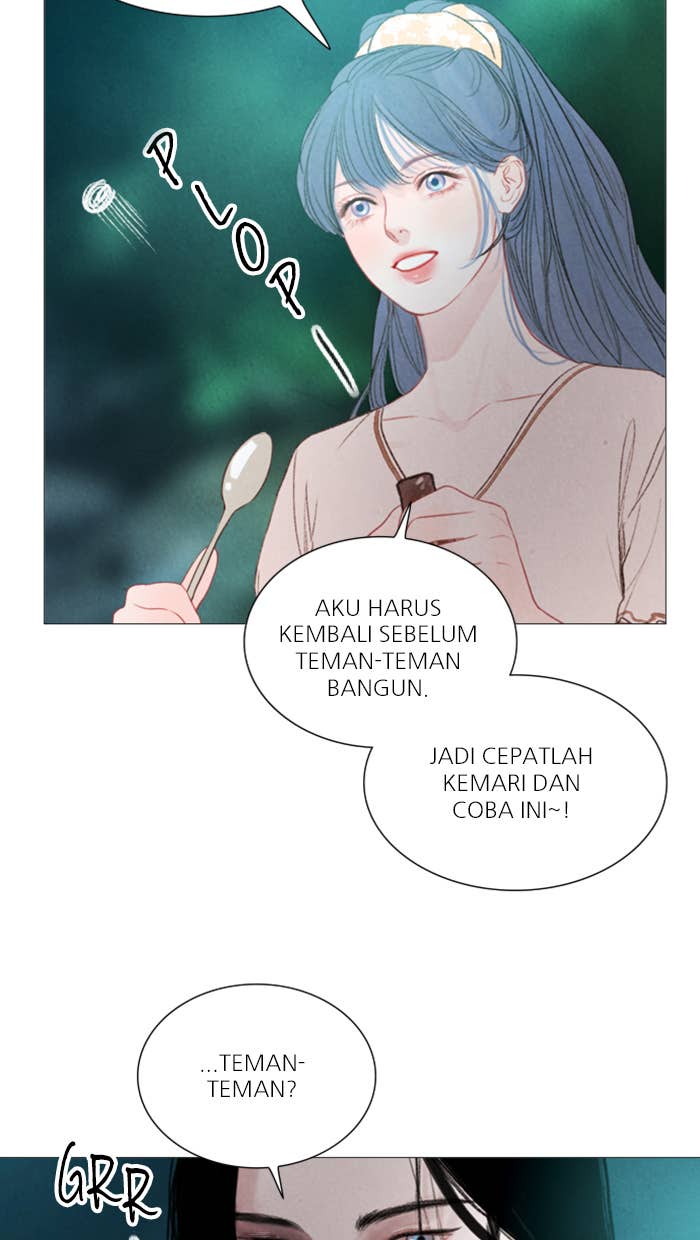 PLOP
AKU HARUS
KEMBALI SEBELUM
TEMAN-TEMAN
BANGUN.
JADI CEPATLAH
KEMARI DAN
COBA INI~!
...TEMAN-
TEMAN?
GRR